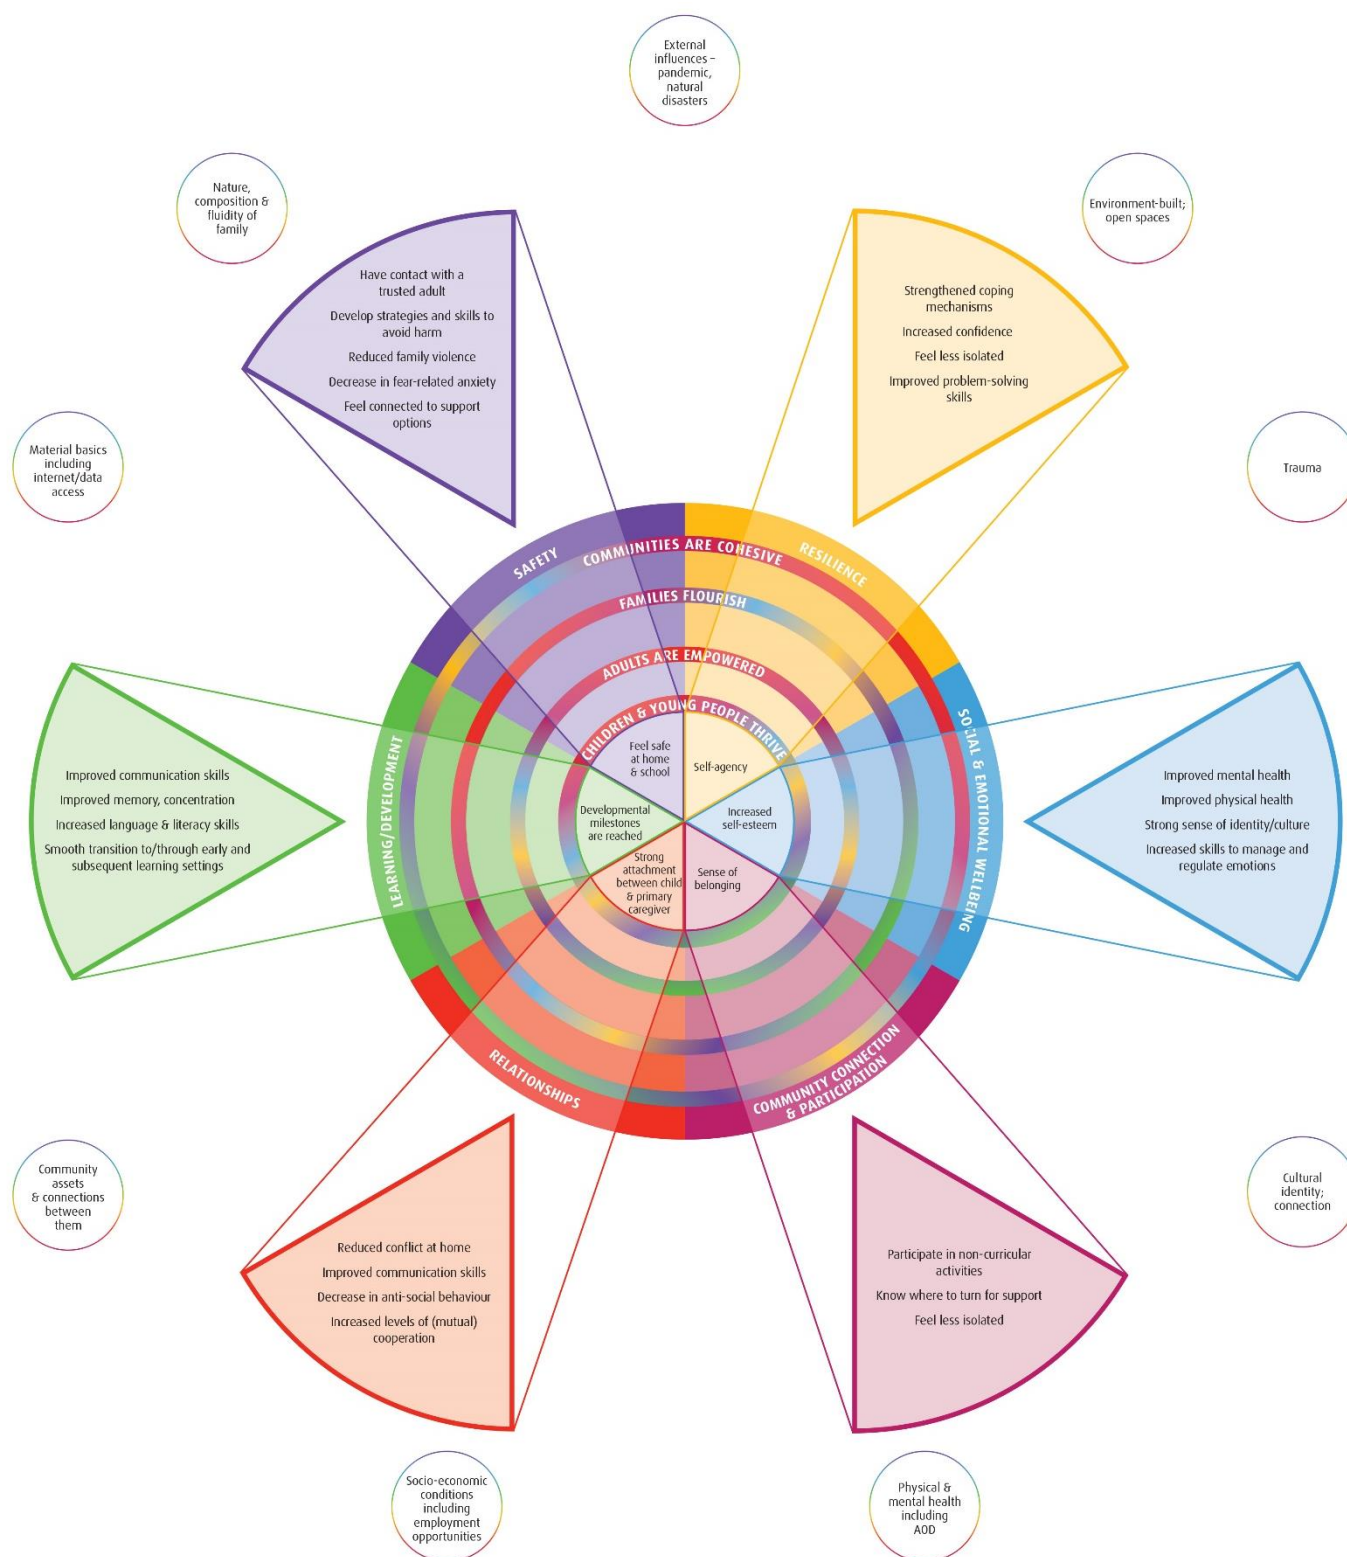 External
influences –
pandemic,
natural
disasters
Nature,
composition &
fluidity of
family
Environment-built;
open spaces
Have contact with a
trusted adult
Develop strategies and skills to
avoid harm
Reduced family violence
Decrease in fear-related anxiety
Feel connected to support
options
Strengthened coping
mechanisms
Increased confidence
Feel less isolated
Improved problem-solving
skills
Material basics
including
internet/data
access
Trauma
SAFETY
RESILIENCE
COMMUNITIES ARE COHESIVE
FAMILIES FLOURISH
ADULTS ARE EMPOWERED
CHILDREN & YOUNG PEOPLE THRIVE
LEARNING/DEVELOPMENT
SOCIAL & EMOTIONAL WELLBEING
Feel safe
at home
& school
Self-agency
Developmental
milestones
are reached
Increased
self-esteem
Strong
attachment
between child
& primary
caregiver
Sense of
belonging
Improved communication skills
Improved memory, concentration
Increased language & literacy skills
Smooth transition to/through early and
subsequent learning settings
Improved mental health
Improved physical health
Strong sense of identity/culture
Increased skills to manage and
regulate emotions
RELATIONSHIPS
COMMUNITY CONNECTION
& PARTICIPATION
Community
assets
& connections
between
them
Cultural
identity;
connection
Reduced conflict at home
Improved communication skills
Decrease in anti-social behaviour
Increased levels of (mutual)
cooperation
Participate in non-curricular
activities
Know where to turn for support
Feel less isolated
Socio-economic
conditions
including
employment
opportunities
Physical &
mental health
including
AOD